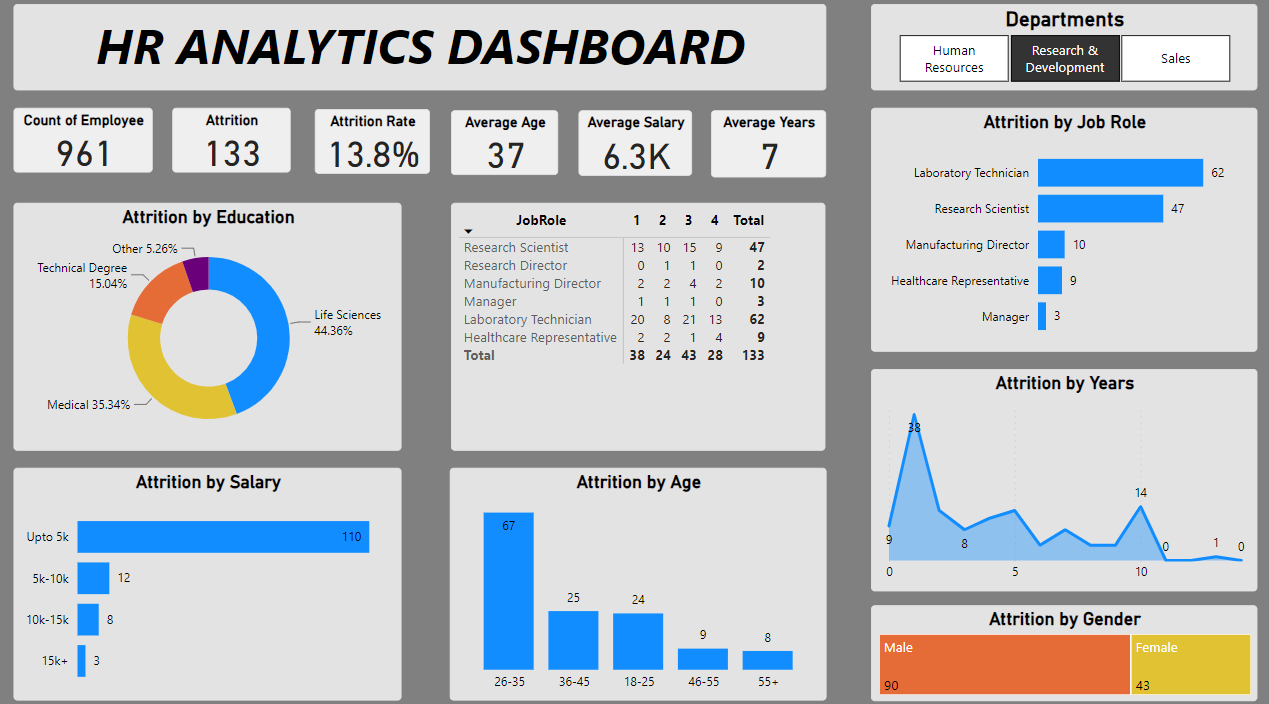 HR ANALYTICS DASHBOARD
Departments
Human
Resources
Research &
Development
Sales
Count of Employee
961
Attrition
133
Attrition Rate
13.8%
Average Age
37
Average Salary
6.3K
Average Years
7
Attrition by Education
Other 5.26%
Technical Degree
15.04%
Life Sciences
44.36%
Medical 35.34%
JobRole 1 2 3 4 Total
Research Scientist 13 10 15 9 47
Research Director 0 1 1 0 2
Manufacturing Director 2 2 4 2 10
Manager 1 1 1 0 3
Laboratory Technician 20 8 21 13 62
Healthcare Representative 2 2 1 4 9
Total 38 24 43 28 133
Attrition by Job Role
Laboratory Technician 62
Research Scientist 47
Manufacturing Director 10
Healthcare Representative 9
Manager 3
Attrition by Salary
Upto 5k 110
5k-10k 12
10k-15k 8
15k+ 3
Attrition by Age
67
25
24
9
8
26-35 36-45 18-25 46-55 55+
Attrition by Years
38
14
9
8
0
1
0
0 5 10
Attrition by Gender
Male
90
Female
43